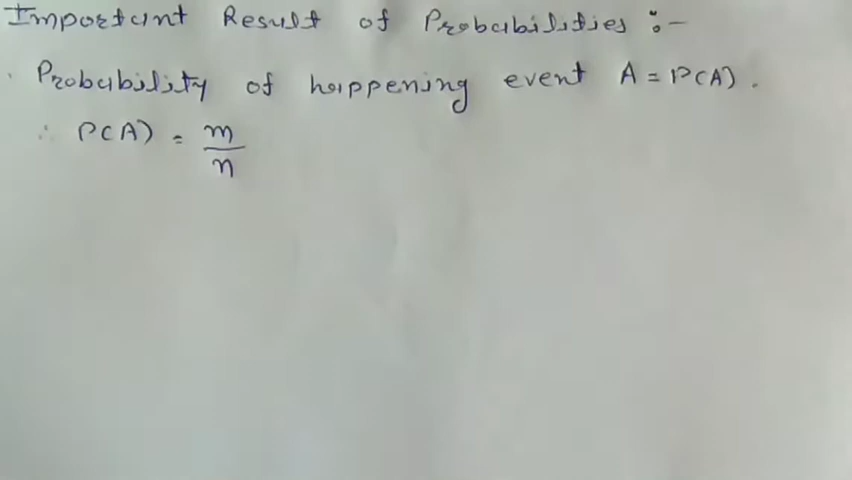 Important Result of Probabilities :-
Probability of happening event A = P(A).
∴ P(A) = m/n